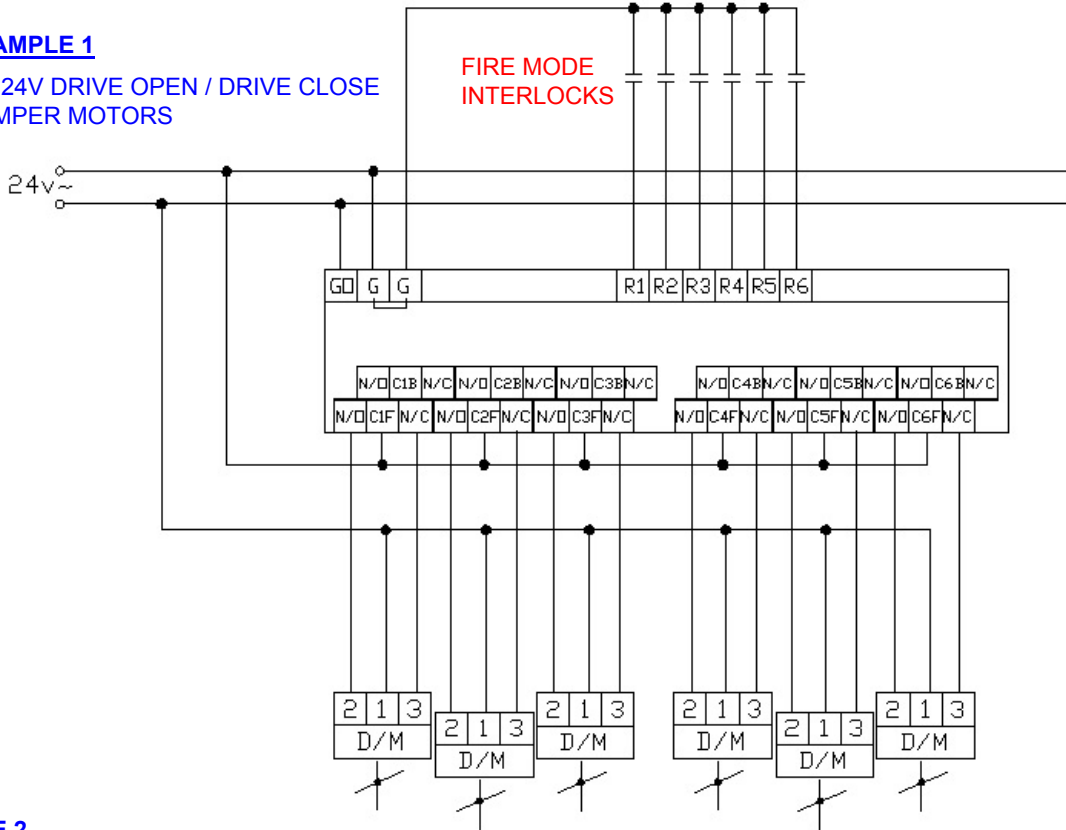 AMPLE 1
24V DRIVE OPEN / DRIVE CLOSE
MPER MOTORS
FIRE MODE
INTERLOCKS
24v~
GO G G R1 R2 R3 R4 R5 R6
N/O C1B N/C N/O C2B N/C N/O C3B N/C N/O C4B N/C N/O C5B N/C N/O C6B N/C
N/O C1F N/C N/O C2F N/C N/O C3F N/C N/O C4F N/C N/O C5F N/C N/O C6F N/C
2 1 3 2 1 3 2 1 3 2 1 3 2 1 3 2 1 3
D/M D/M D/M D/M D/M D/M
E 2